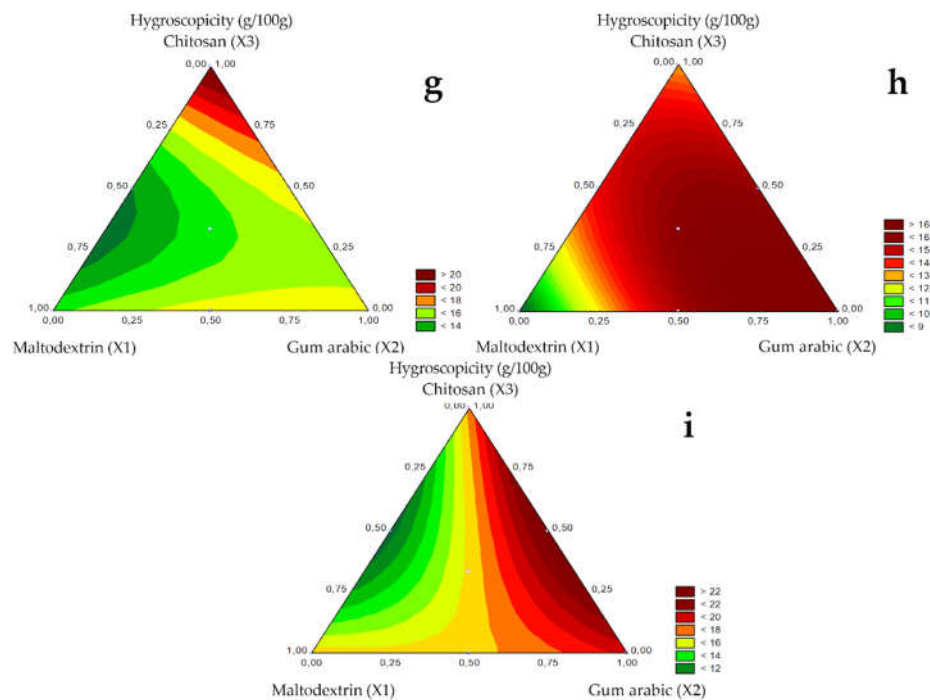 Hygroscopicity (g/100g)
Chitosan (X3)
0,00 1,00
g
0,25 0,75
0,50 0,50
0,75 0,25
1,00 0,00
0,00 0,25 0,50 0,75 1,00
Maltodextrin (X1) Gum arabic (X2)
> 20
< 20
< 18
< 16
< 14
Hygroscopicity (g/100g)
Chitosan (X3)
0,00 1,00
h
0,25 0,75
0,50 0,50
0,75 0,25
1,00 0,00
0,00 0,25 0,50 0,75 1,00
Maltodextrin (X1) Gum arabic (X2)
> 16
< 16
< 15
< 14
< 13
< 12
< 11
< 10
< 9
Hygroscopicity (g/100g)
Chitosan (X3)
0,00 1,00
i
0,25 0,75
0,50 0,50
0,75 0,25
1,00 0,00
0,00 0,25 0,50 0,75 1,00
Maltodextrin (X1) Gum arabic (X2)
> 22
< 22
< 20
< 18
< 16
< 14
< 12